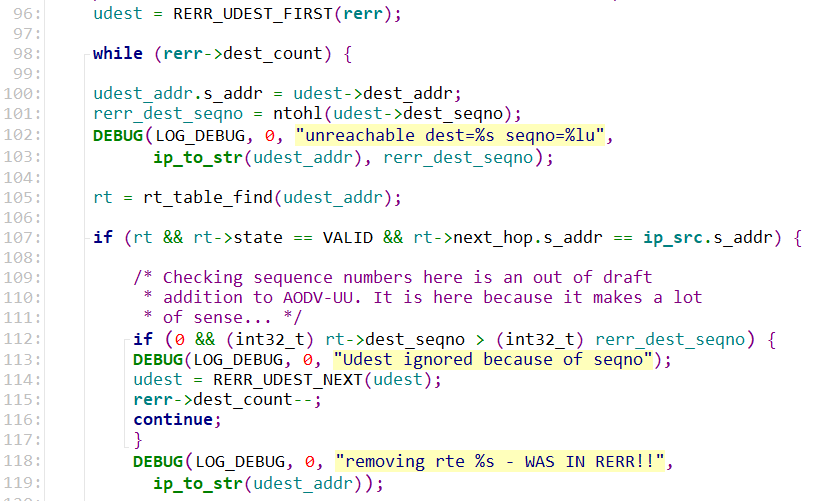 96:     udest = RERR_UDEST_FIRST(rerr);
97:
98:     while (rerr->dest_count) {
99:
100:     udest_addr.s_addr = udest->dest_addr;
101:     rerr_dest_seqno = ntohl(udest->dest_seqno);
102:     DEBUG(LOG_DEBUG, 0, "unreachable dest=%s seqno=%lu",
103:           ip_to_str(udest_addr), rerr_dest_seqno);
104:
105:     rt = rt_table_find(udest_addr);
106:
107:     if (rt && rt->state == VALID && rt->next_hop.s_addr == ip_src.s_addr) {
108:
109:         /* Checking sequence numbers here is an out of draft
110:          * addition to AODV-UU. It is here because it makes a lot
111:          * of sense... */
112:         if (0 && (int32_t) rt->dest_seqno > (int32_t) rerr_dest_seqno) {
113:         DEBUG(LOG_DEBUG, 0, "Udest ignored because of seqno");
114:         udest = RERR_UDEST_NEXT(udest);
115:         rerr->dest_count--;
116:         continue;
117:         }
118:         DEBUG(LOG_DEBUG, 0, "removing rte %s - WAS IN RERR!!",
119:           ip_to_str(udest_addr));